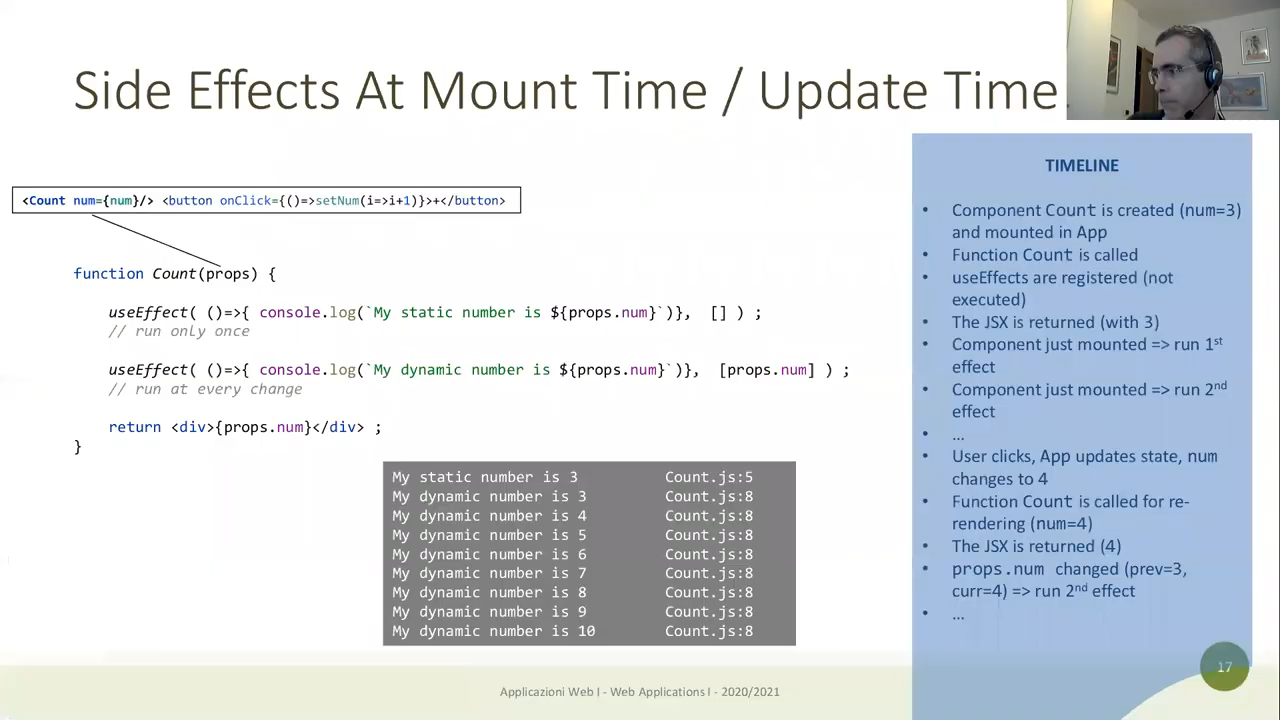 Side Effects At Mount Time / Update Time
<Count num={num}/> <button onClick={()=>setNum(i=>i+1)}>+</button>
function Count(props) {
useEffect( ()=>{ console.log(`My static number is ${props.num}`)}, [] ) ;
// run only once
useEffect( ()=>{ console.log(`My dynamic number is ${props.num}`)}, [props.num] ) ;
// run at every change
return <div>{props.num}</div> ;
}
My static number is 3 Count.js:5
My dynamic number is 3 Count.js:8
My dynamic number is 4 Count.js:8
My dynamic number is 5 Count.js:8
My dynamic number is 6 Count.js:8
My dynamic number is 7 Count.js:8
My dynamic number is 8 Count.js:8
My dynamic number is 9 Count.js:8
My dynamic number is 10 Count.js:8
TIMELINE
• Component Count is created (num=3)
and mounted in App
• Function Count is called
• useEffects are registered (not
executed)
• The JSX is returned (with 3)
• Component just mounted => run 1st
effect
• Component just mounted => run 2nd
effect
• …
• User clicks, App updates state, num
changes to 4
• Function Count is called for re-
rendering (num=4)
• The JSX is returned (4)
• props.num changed (prev=3,
curr=4) => run 2nd effect
• …
17
Applicazioni Web I - Web Applications I - 2020/2021